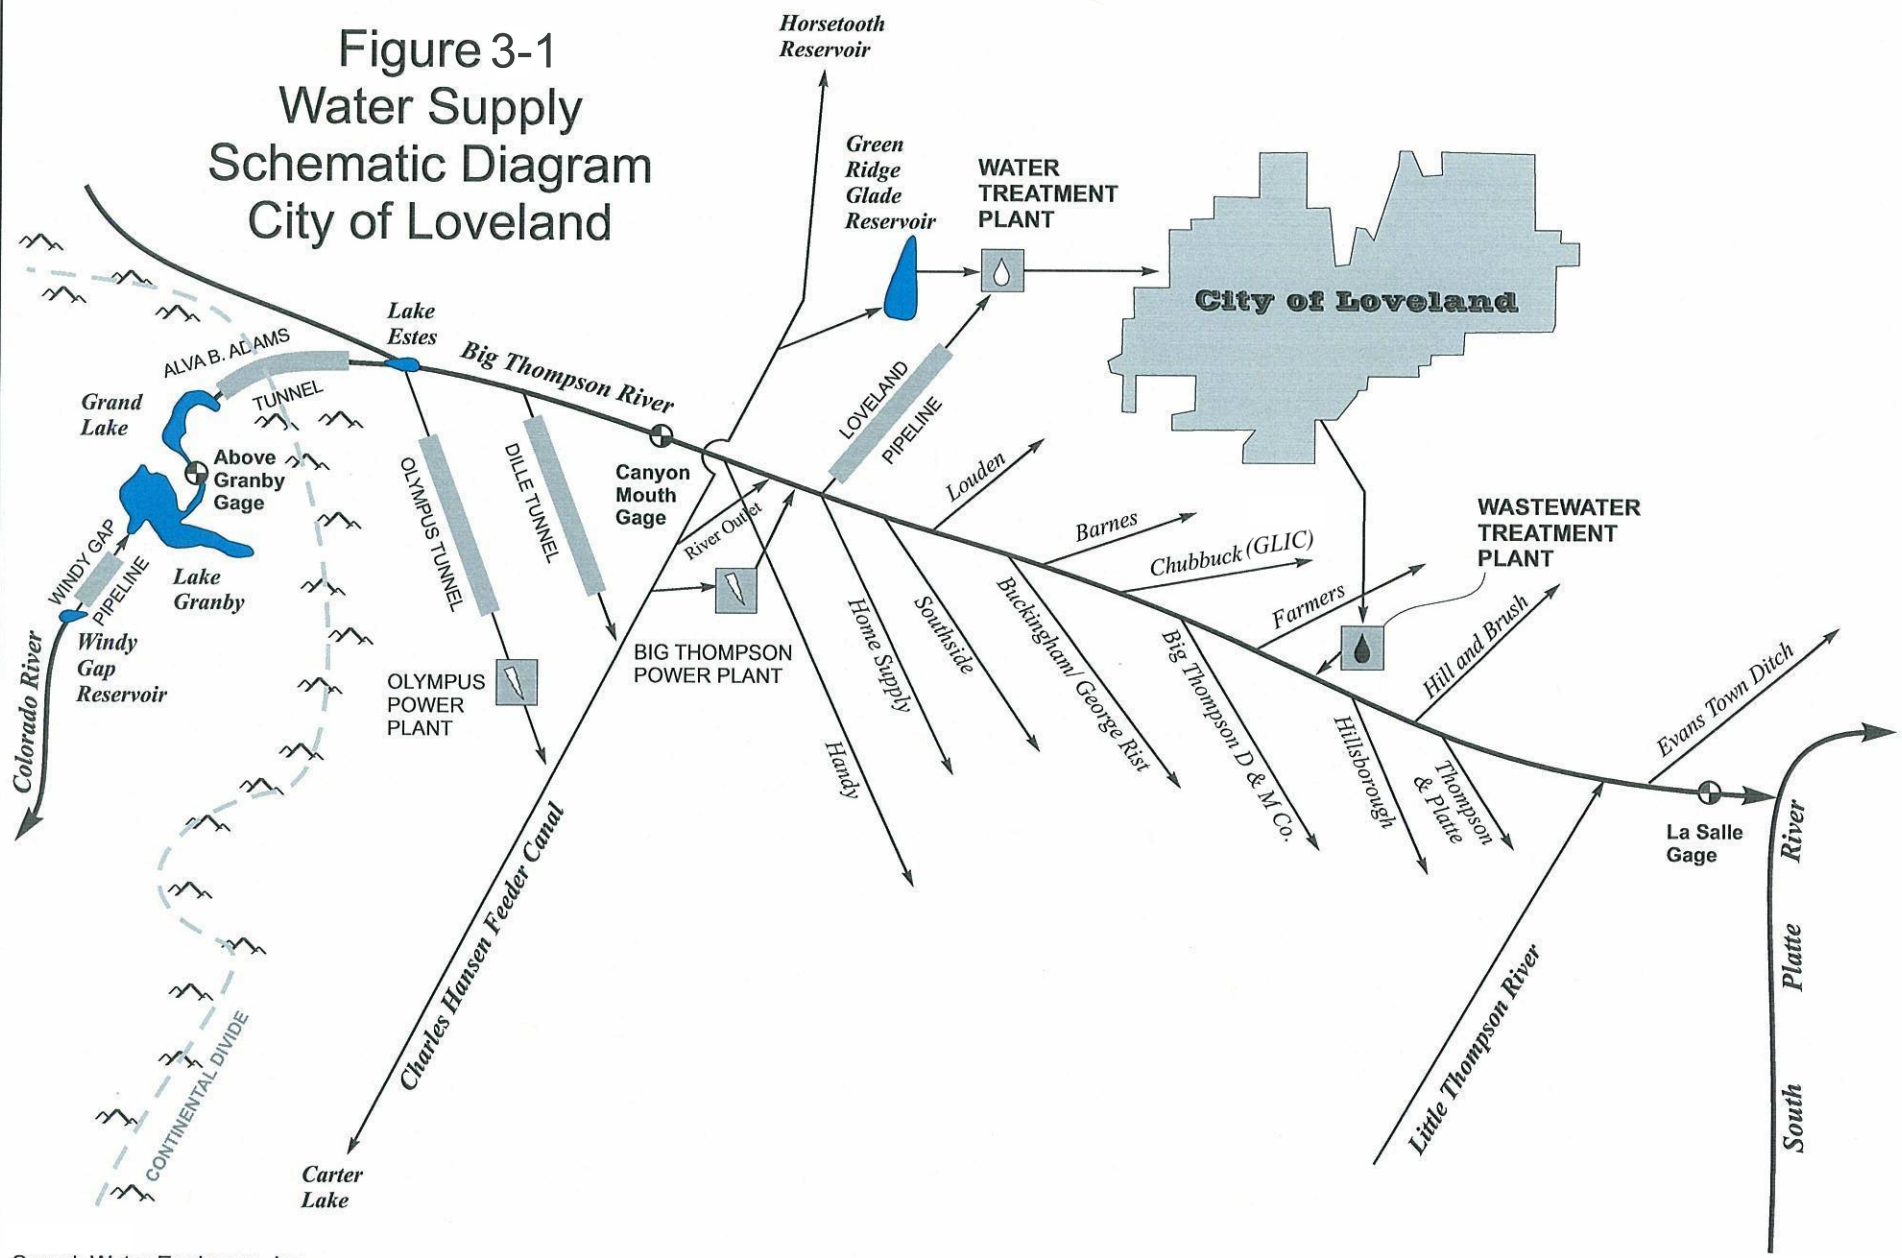 Figure 3-1
Water Supply
Schematic Diagram
City of Loveland
Horsetooth
Reservoir
Green
Ridge
Glade
Reservoir
WATER
TREATMENT
PLANT
City of Loveland
Lake
Estes
Big Thompson River
ALVA B. ADAMS
TUNNEL
Grand
Lake
Above
Granby
Gage
WINDY GAP
PIPELINE
Lake
Granby
Windy
Gap
Reservoir
Colorado River
OLYMPUS TUNNEL
DILLE TUNNEL
Canyon
Mouth
Gage
River Outlet
LOVELAND
PIPELINE
Louden
Barnes
Chubbuck (GLIC)
Farmers
WASTEWATER
TREATMENT
PLANT
Hill and Brush
Evans Town Ditch
OLYMPUS
POWER
PLANT
BIG THOMPSON
POWER PLANT
Handy
Home Supply
Southside
Buckingham/ George Rist
Big Thompson D & M Co.
Hillsborough
Thompson
& Platte
La Salle
Gage
Charles Hansen Feeder Canal
Carter
Lake
CONTINENTAL DIVIDE
Little Thompson River
South Platte River